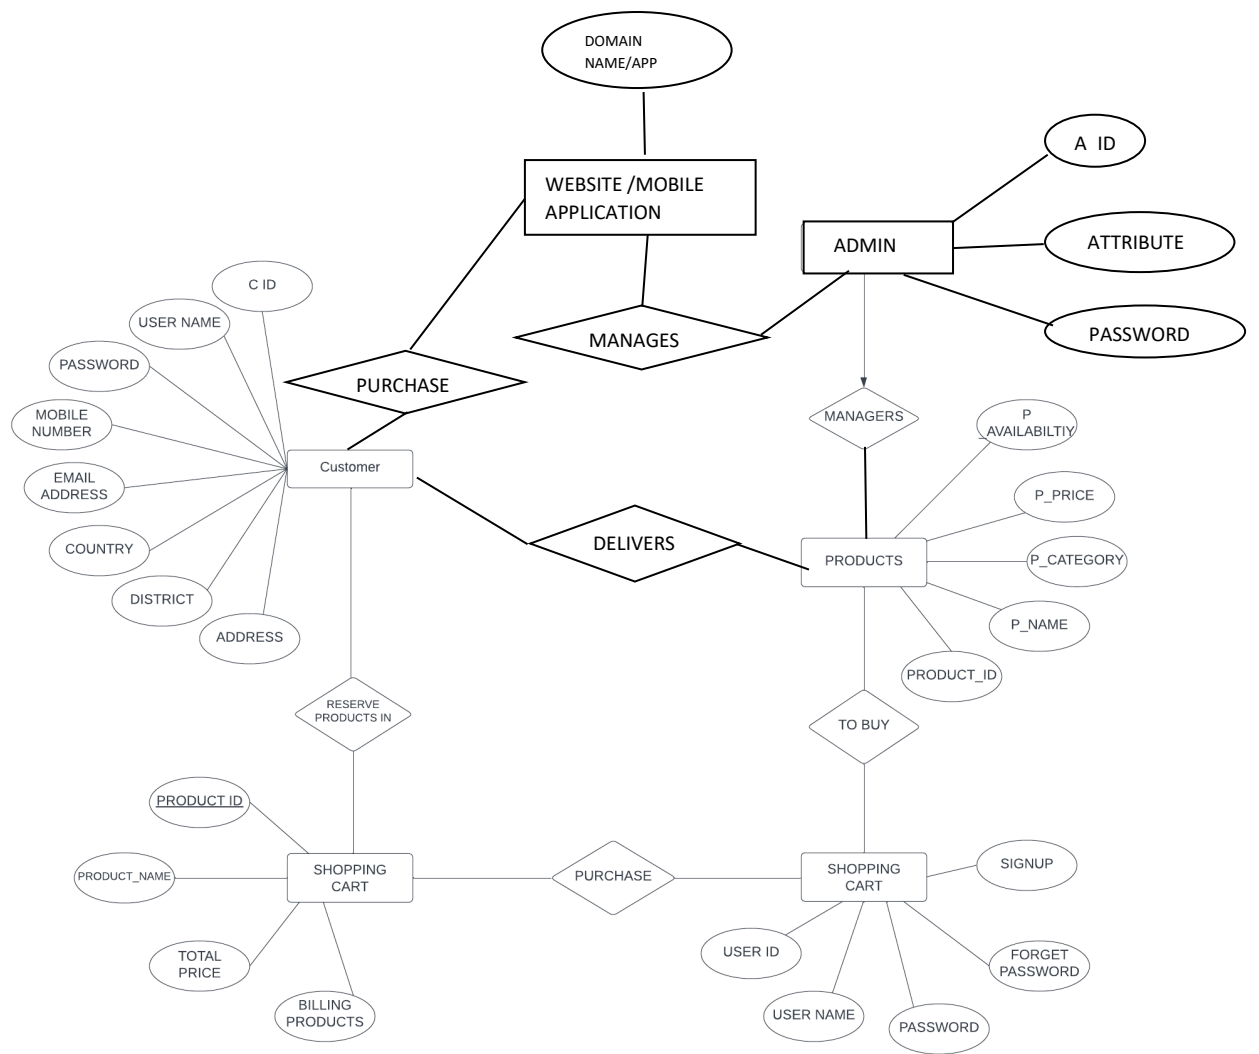 DOMAIN
NAME/APP
A ID
WEBSITE /MOBILE
APPLICATION
ADMIN
ATTRIBUTE
C ID
USER NAME
MANAGES
PASSWORD
PASSWORD
PURCHASE
MOBILE
NUMBER
MANAGERS
P
_AVAILABILTIY
Customer
EMAIL
ADDRESS
P_PRICE
COUNTRY
DELIVERS
PRODUCTS
P_CATEGORY
DISTRICT
P_NAME
ADDRESS
PRODUCT_ID
RESERVE
PRODUCTS IN
TO BUY
PRODUCT ID
PRODUCT_NAME
SHOPPING
CART
PURCHASE
SHOPPING
CART
SIGNUP
TOTAL
PRICE
USER ID
FORGET
PASSWORD
BILLING
PRODUCTS
USER NAME
PASSWORD